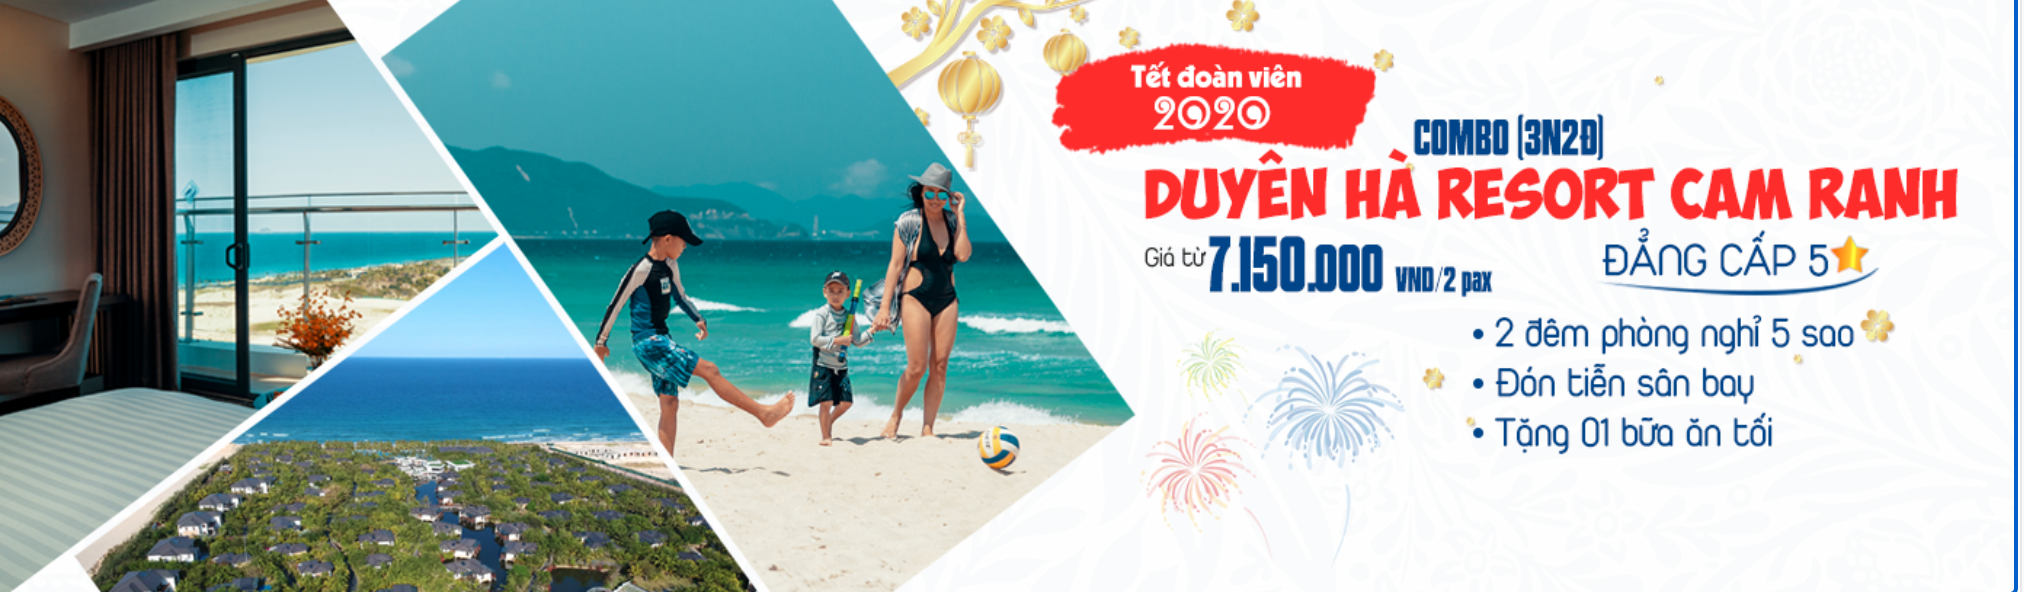 Tết đoàn viên
2020
COMBO (3N2Đ)
DUYÊN HÀ RESORT CAM RANH
Giá từ 7.150.000 VND/2 pax
ĐẲNG CẤP 5
• 2 đêm phòng nghỉ 5 sao
• Đón tiễn sân bay
• Tặng 01 bữa ăn tối